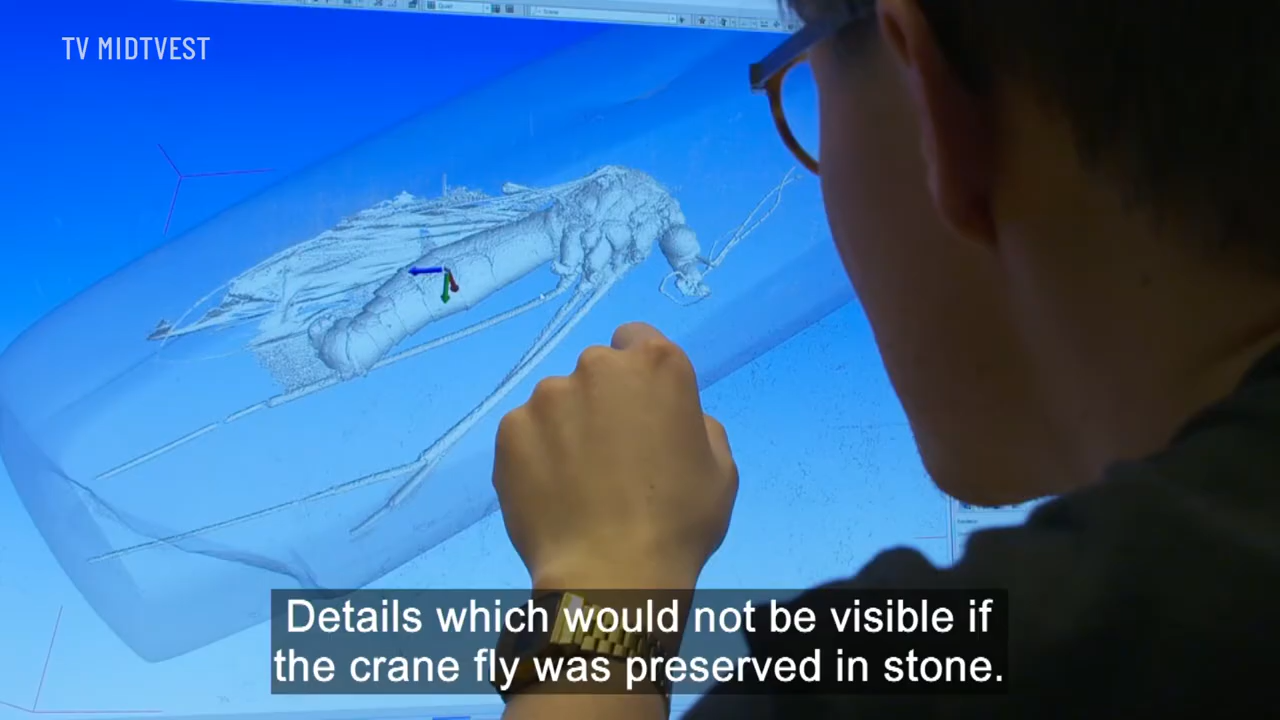 TV MIDTVEST
Details which would not be visible if
the crane fly was preserved in stone.